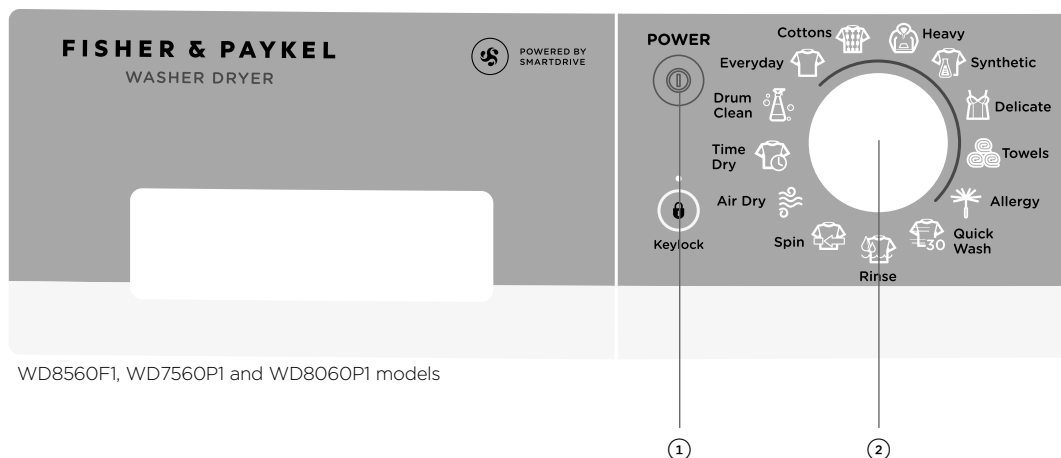 FISHER & PAYKEL
WASHER DRYER
POWERED BY
SMARTDRIVE
POWER
Keylock
Cottons
Heavy
Everyday
Synthetic
Drum
Clean
Delicate
Time
Dry
Towels
Air Dry
Allergy
Spin
30
Quick
Wash
Rinse
WD8560F1, WD7560P1 and WD8060P1 models
1
2